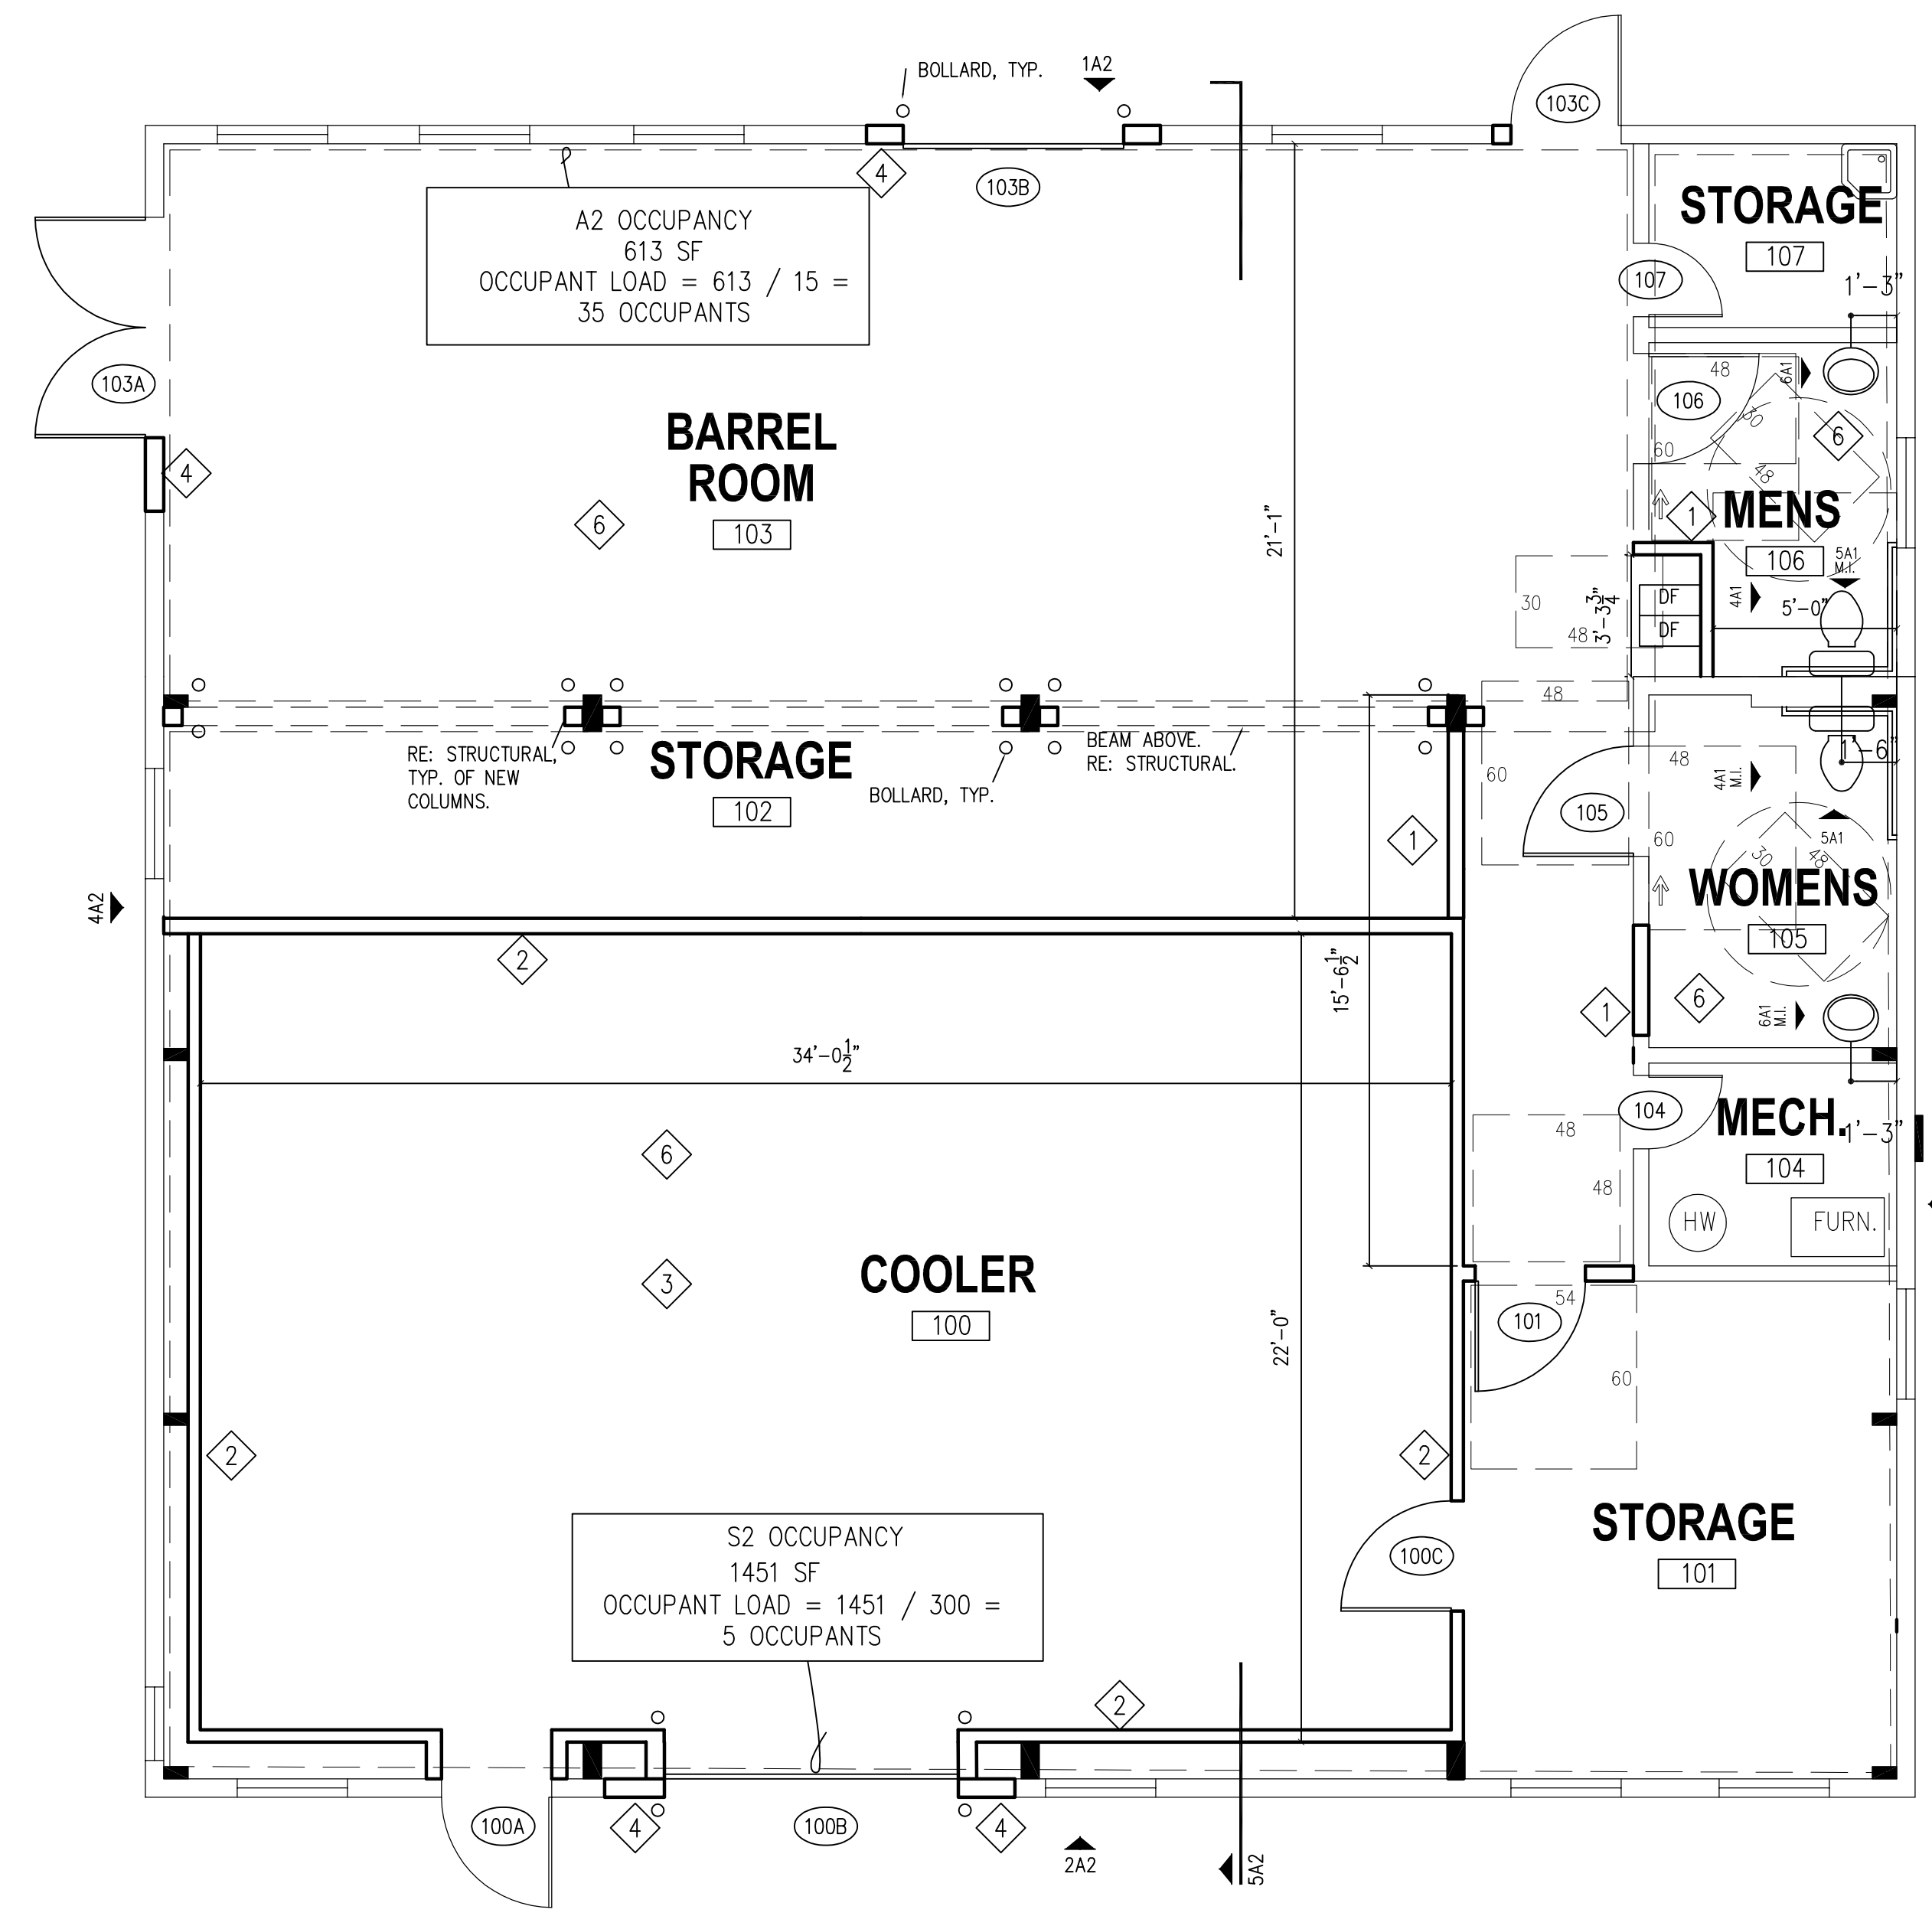 BOLLARD, TYP.
1A2
103C
103B
4
A2 OCCUPANCY
613 SF
OCCUPANT LOAD = 613 / 15 =
35 OCCUPANTS
STORAGE
107
107
1'-3"
103A
4
BARREL
ROOM
103
6
21'-1"
48
6A1
106
30
60
6
48
1
MENS
106
5A1
M.I.
4A1
5'-0"
DF
DF
30
48
3'-3 3/4"
48
RE: STRUCTURAL,
TYP. OF NEW
COLUMNS.
STORAGE
102
BOLLARD, TYP.
BEAM ABOVE.
RE: STRUCTURAL.
60
105
1
48
4A1
M.I.
1'-6"
60
5A1
30
48
WOMENS
105
4A2
2
15'-6 1/2"
1
6
6A1
M.I.
34'-0 1/2"
104
MECH.
1'-3"
104
48
48
HW
FURN.
6
3
COOLER
100
22'-0"
54
101
60
2
2
STORAGE
101
S2 OCCUPANCY
1451 SF
OCCUPANT LOAD = 1451 / 300 =
5 OCCUPANTS
100C
2
100A
4
100B
4
2A2
5A2